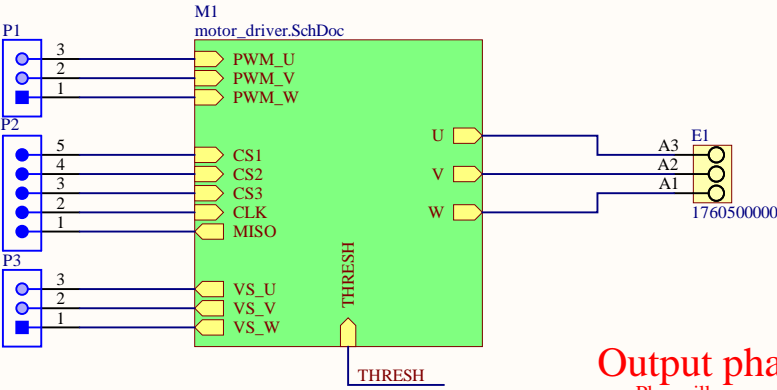 M1
motor_driver.SchDoc
P1
3
2
1
PWM_U
PWM_V
PWM_W
P2
5
4
3
2
1
CS1
CS2
CS3
CLK
MISO
P3
3
2
1
VS_U
VS_V
VS_W
THRESH
THRESH
U
V
W
E1
A3
A2
A1
1760500000
Output pha